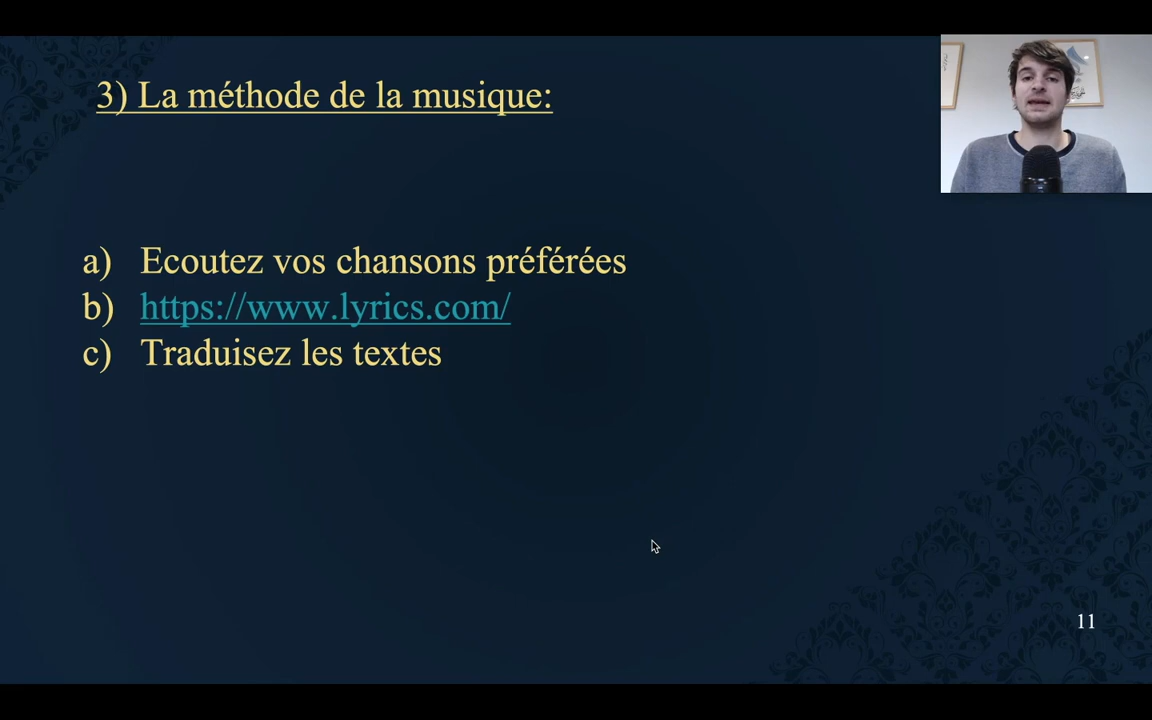 3) La méthode de la musique:
a) Ecoutez vos chansons préférées
b) https://www.lyrics.com/
c) Traduisez les textes
11